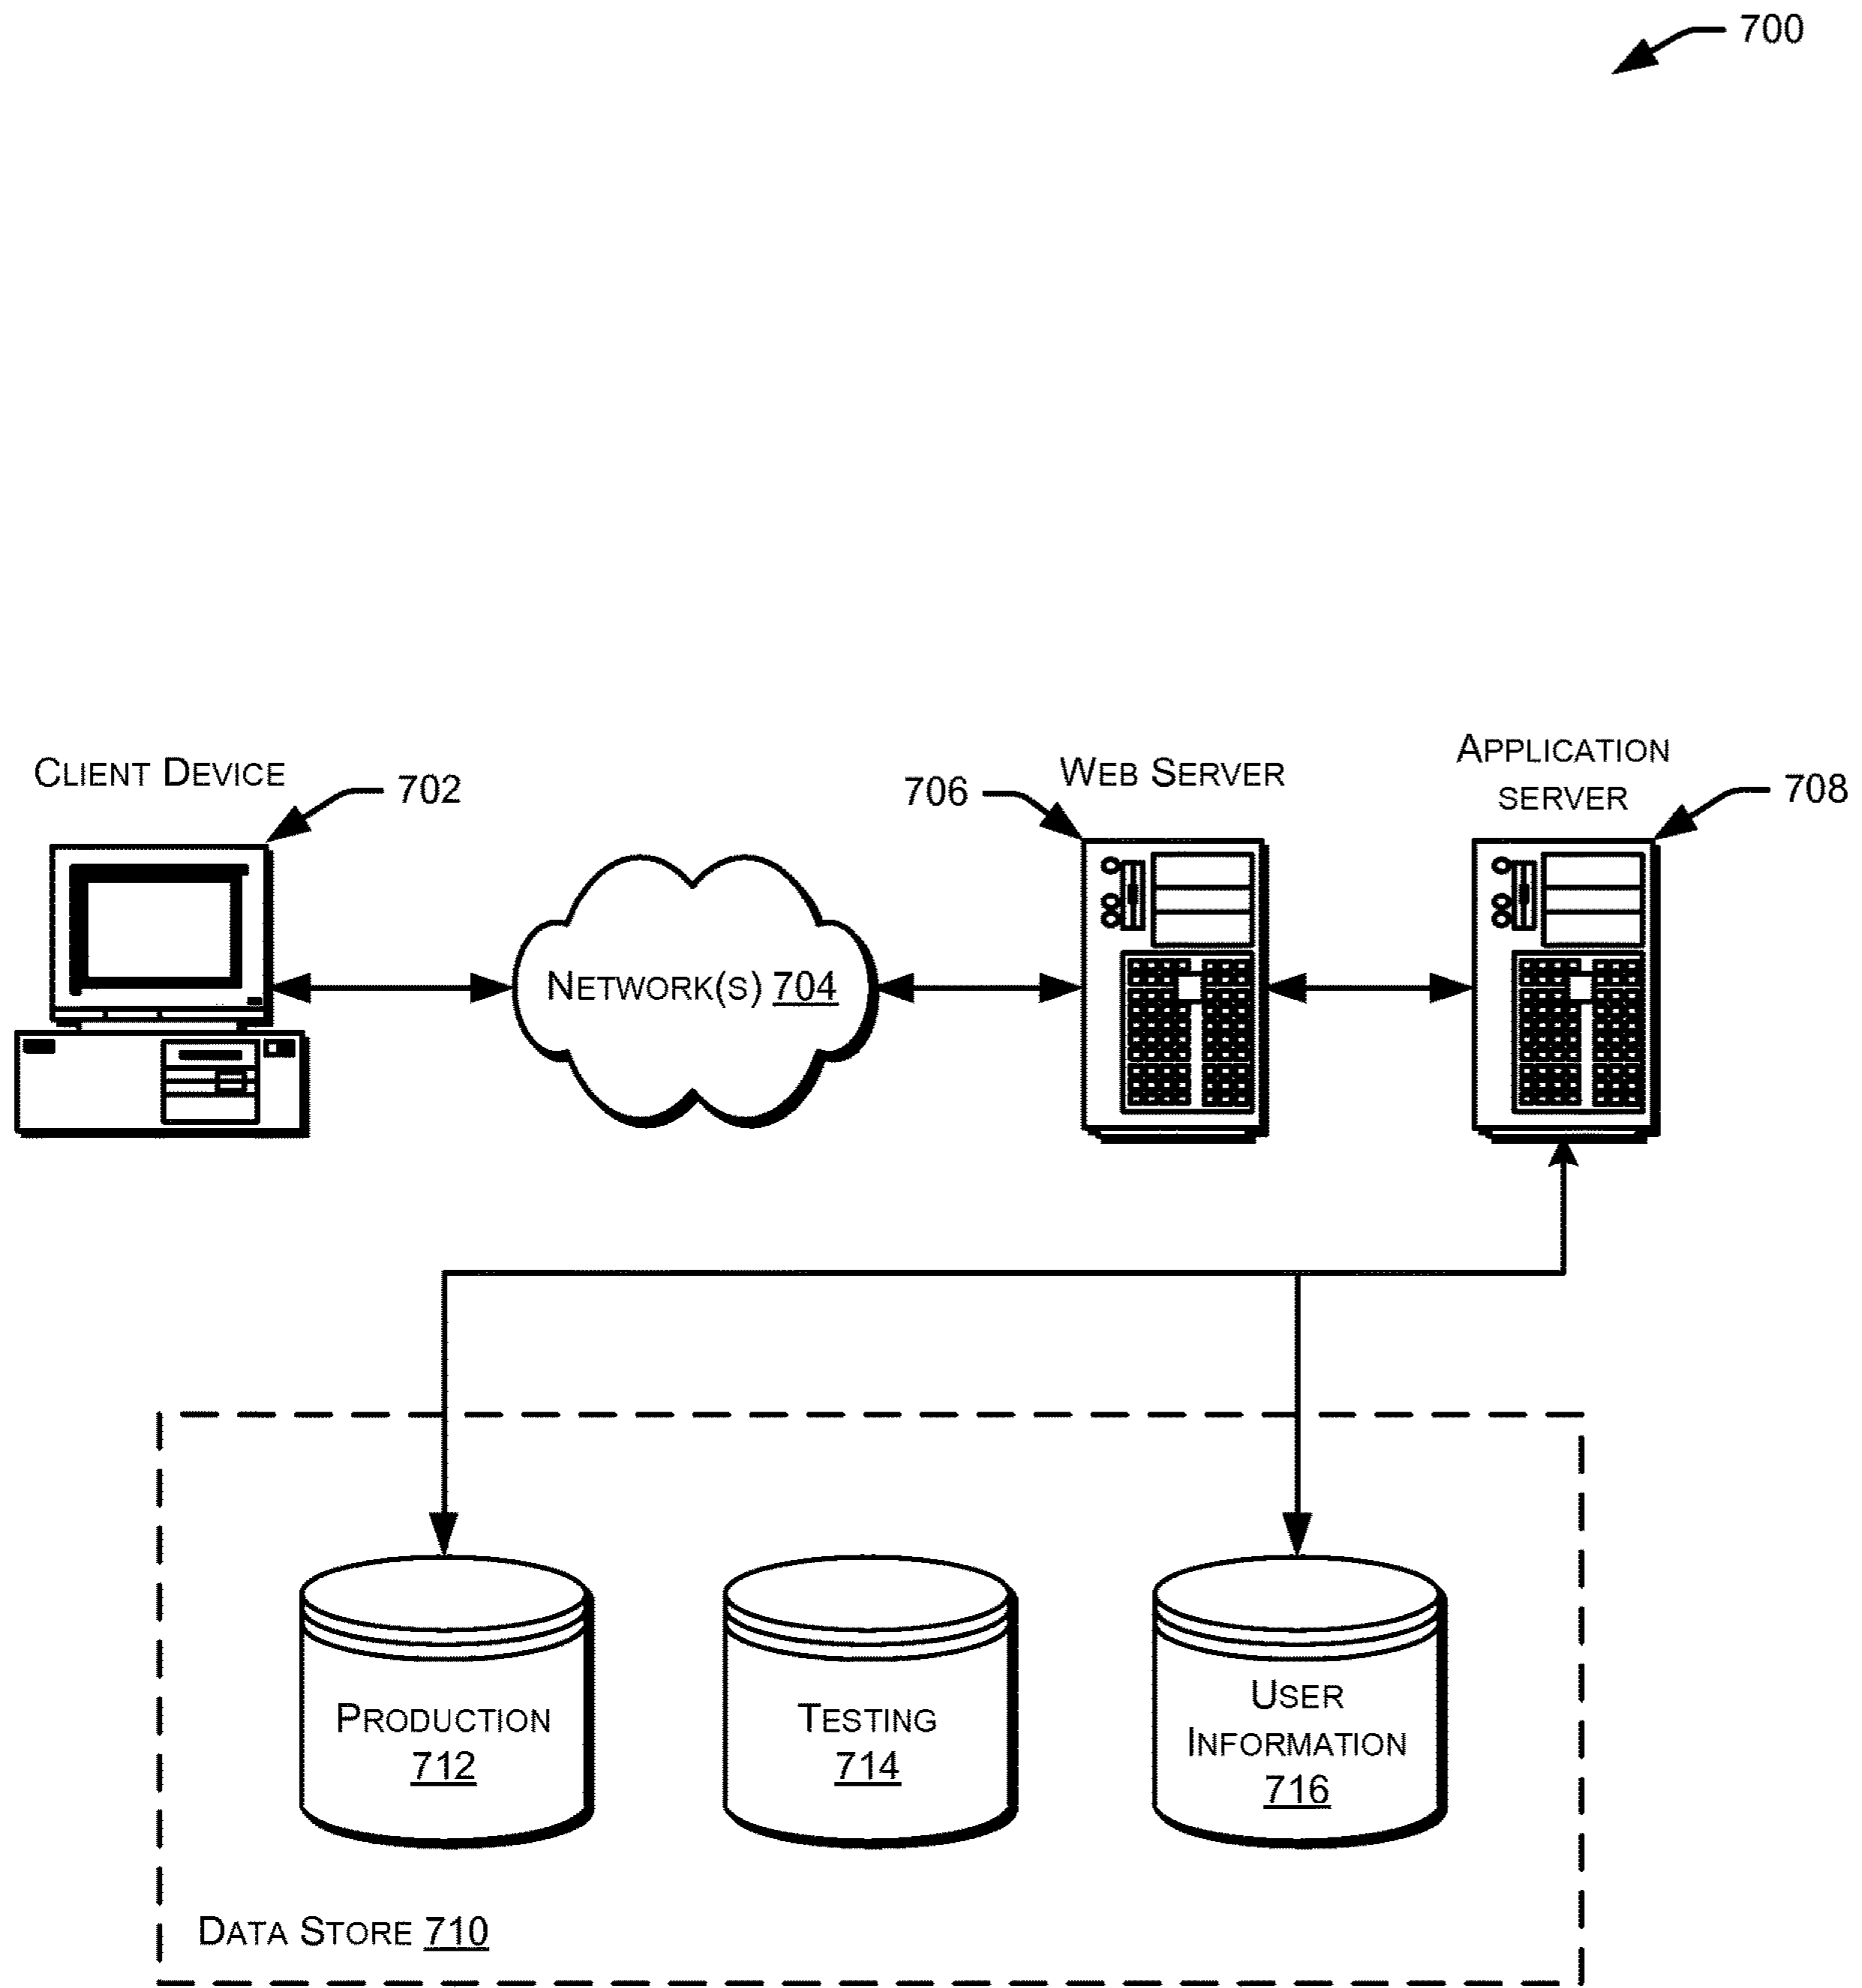 700
CLIENT DEVICE
702
706
WEB SERVER
APPLICATION
SERVER
708
NETWORK(S) 704
PRODUCTION
712
TESTING
714
USER
INFORMATION
716
DATA STORE 710